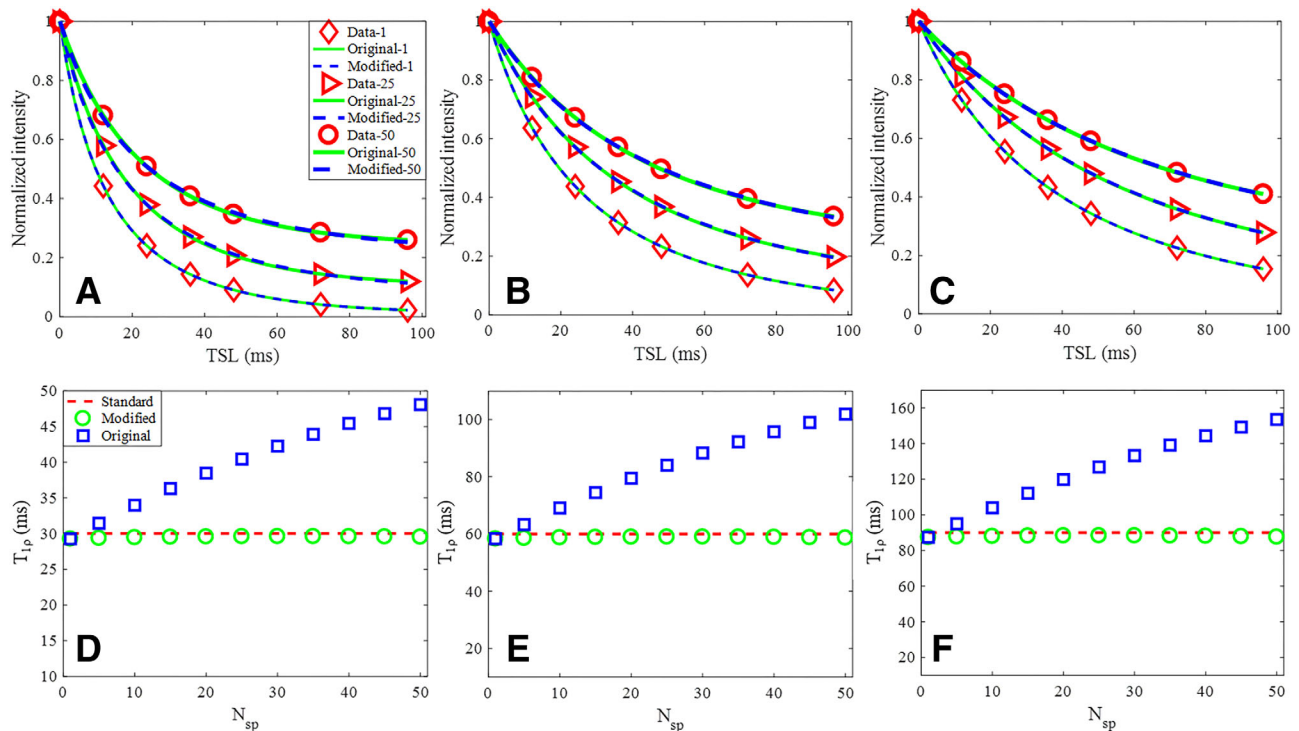 Normalized intensity
1
0.8
0.6
0.4
0.2
0
0 20 40 60 80 100
TSL (ms)
A
Data-1
Original-1
Modified-1
Data-25
Original-25
Modified-25
Data-50
Original-50
Modified-50
Normalized intensity
1
0.8
0.6
0.4
0.2
0
0 20 40 60 80 100
TSL (ms)
B
Normalized intensity
1
0.8
0.6
0.4
0.2
0
0 20 40 60 80 100
TSL (ms)
C
T1ρ (ms)
50
45
40
35
30
25
20
15
10
0 10 20 30 40 50
Nsp
D
Standard
Modified
Original
T1ρ (ms)
100
80
60
40
20
0 10 20 30 40 50
Nsp
E
T1ρ (ms)
160
140
120
100
80
60
40
20
0 10 20 30 40 50
Nsp
F